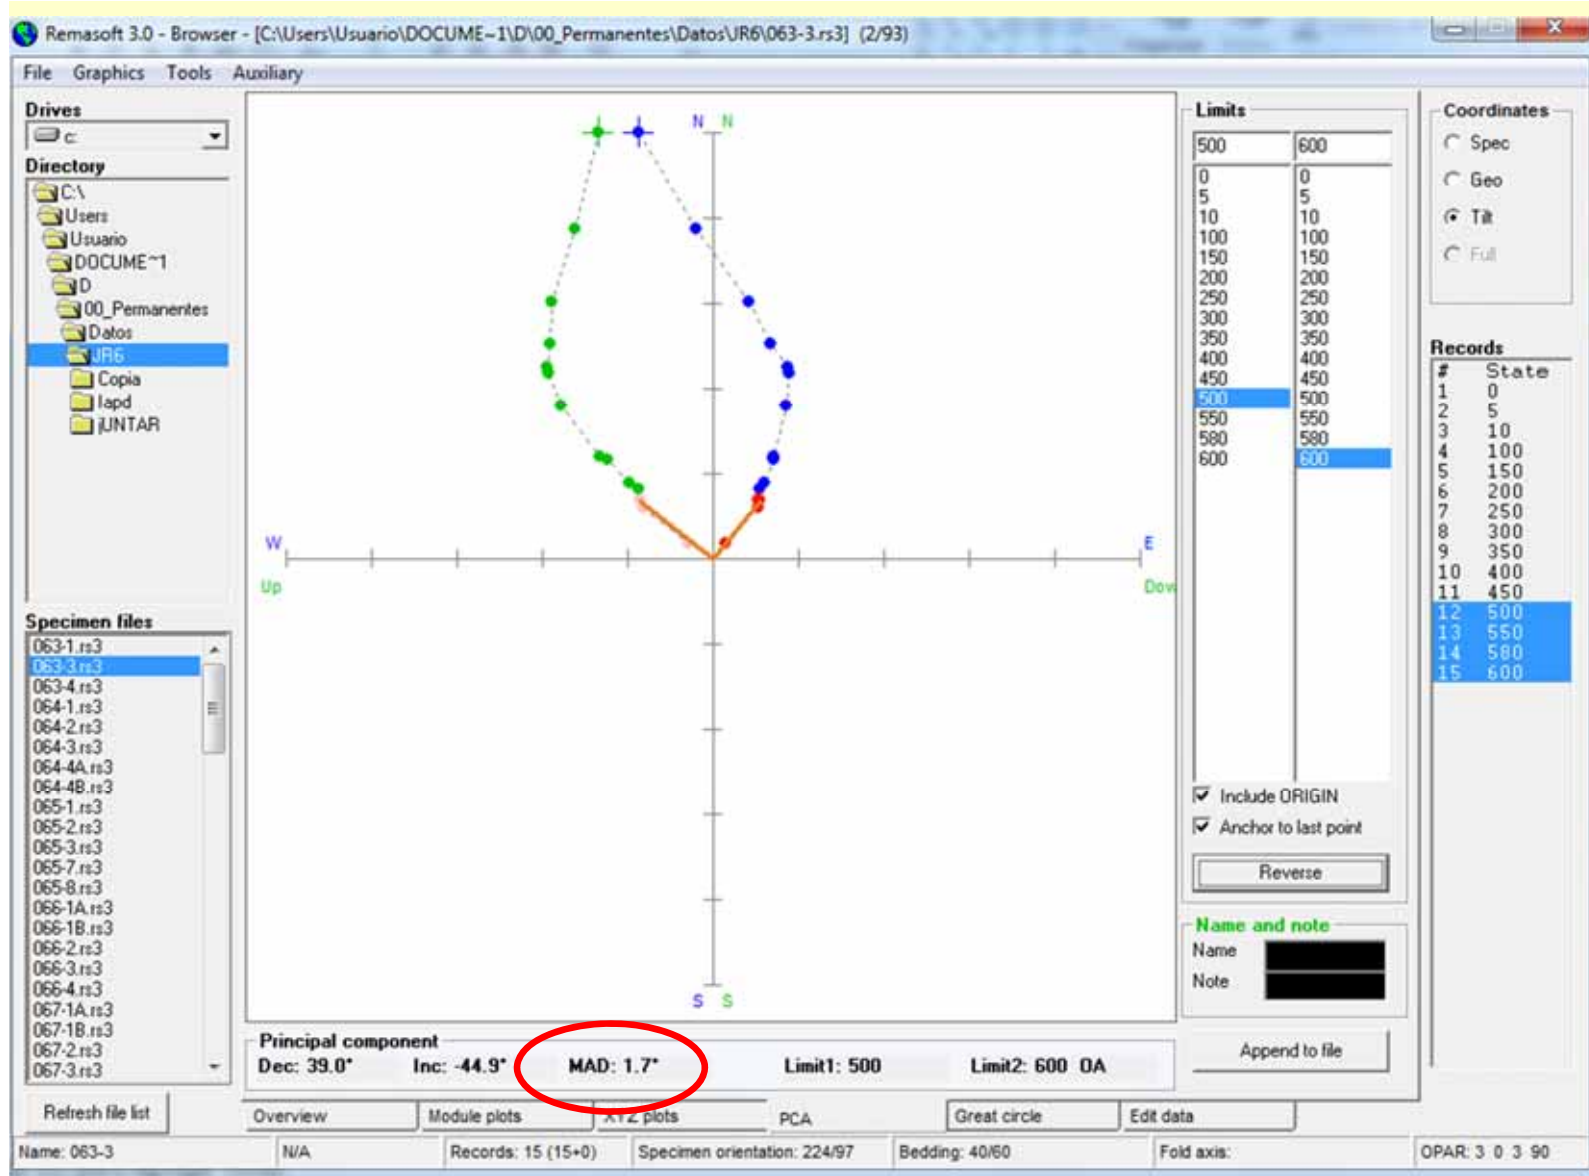 Remasoft 3.0 - Browser - [C:\Users\Usuario\DOCUME~1\D\00_Permanentes\Datos\JR6\063-3.rs3] (2/93)
File Graphics Tools Auxiliary
Drives
c:
Directory
C:\
Users
Usuario
DOCUME~1
D
00_Permanentes
Datos
JR6
Copia
lapd
jUNTAR
Specimen files
063-1.rs3
063-3.rs3
063-4.rs3
064-1.rs3
064-2.rs3
064-3.rs3
064-4A.rs3
064-4B.rs3
065-1.rs3
065-2.rs3
065-3.rs3
065-7.rs3
065-8.rs3
066-1A.rs3
066-1B.rs3
066-2.rs3
066-3.rs3
066-4.rs3
067-1A.rs3
067-1B.rs3
067-2.rs3
067-3.rs3
Refresh file list
N N
W E
Up Dow
S S
Principal component
Dec: 39.0° Inc: -44.9° MAD: 1.7° Limit1: 500 Limit2: 600 OA
Overview Module plots XYZ plots PCA Great circle Edit data
Limits
500 600
0 0
5 5
10 10
100 100
150 150
200 200
250 250
300 300
350 350
400 400
450 450
500 500
550 550
580 580
600 600
Include ORIGIN
Anchor to last point
Reverse
Name and note
Name
Note
Append to file
Coordinates
Spec
Geo
Tilt
Full
Records
# State
1 0
2 5
3 10
4 100
5 150
6 200
7 250
8 300
9 350
10 400
11 450
12 500
13 550
14 580
15 600
Name: 063-3 N/A Records: 15 (15+0) Specimen orientation: 224/97 Bedding: 40/60 Fold axis: OPAR: 3 0 3 90